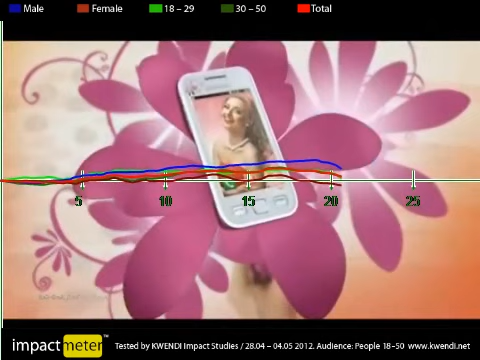 Male Female 18 – 29 30 – 50 Total
5 10 15 20 25
impactmeter™ Tested by KWENDI Impact Studies / 28.04 – 04.05 2012. Audience: People 18–50 www.kwendi.net